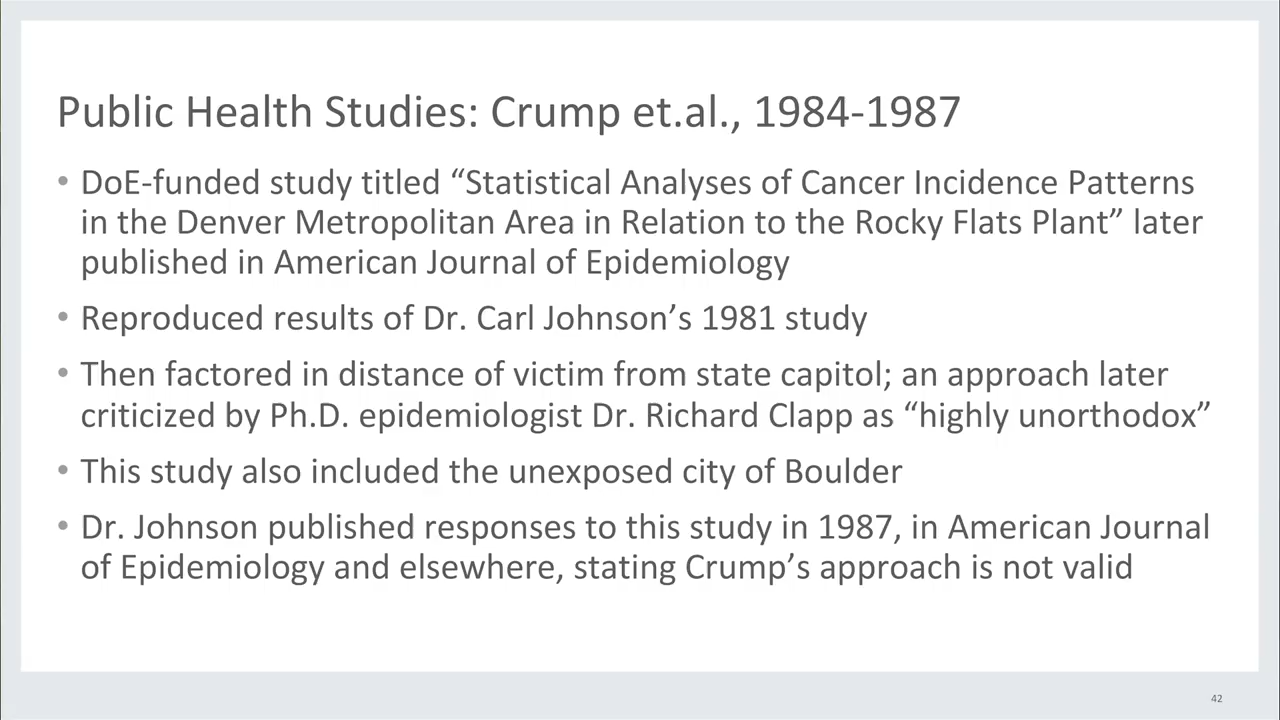 Public Health Studies: Crump et.al., 1984-1987
• DoE-funded study titled “Statistical Analyses of Cancer Incidence Patterns
in the Denver Metropolitan Area in Relation to the Rocky Flats Plant” later
published in American Journal of Epidemiology
• Reproduced results of Dr. Carl Johnson’s 1981 study
• Then factored in distance of victim from state capitol; an approach later
criticized by Ph.D. epidemiologist Dr. Richard Clapp as “highly unorthodox”
• This study also included the unexposed city of Boulder
• Dr. Johnson published responses to this study in 1987, in American Journal
of Epidemiology and elsewhere, stating Crump’s approach is not valid
42